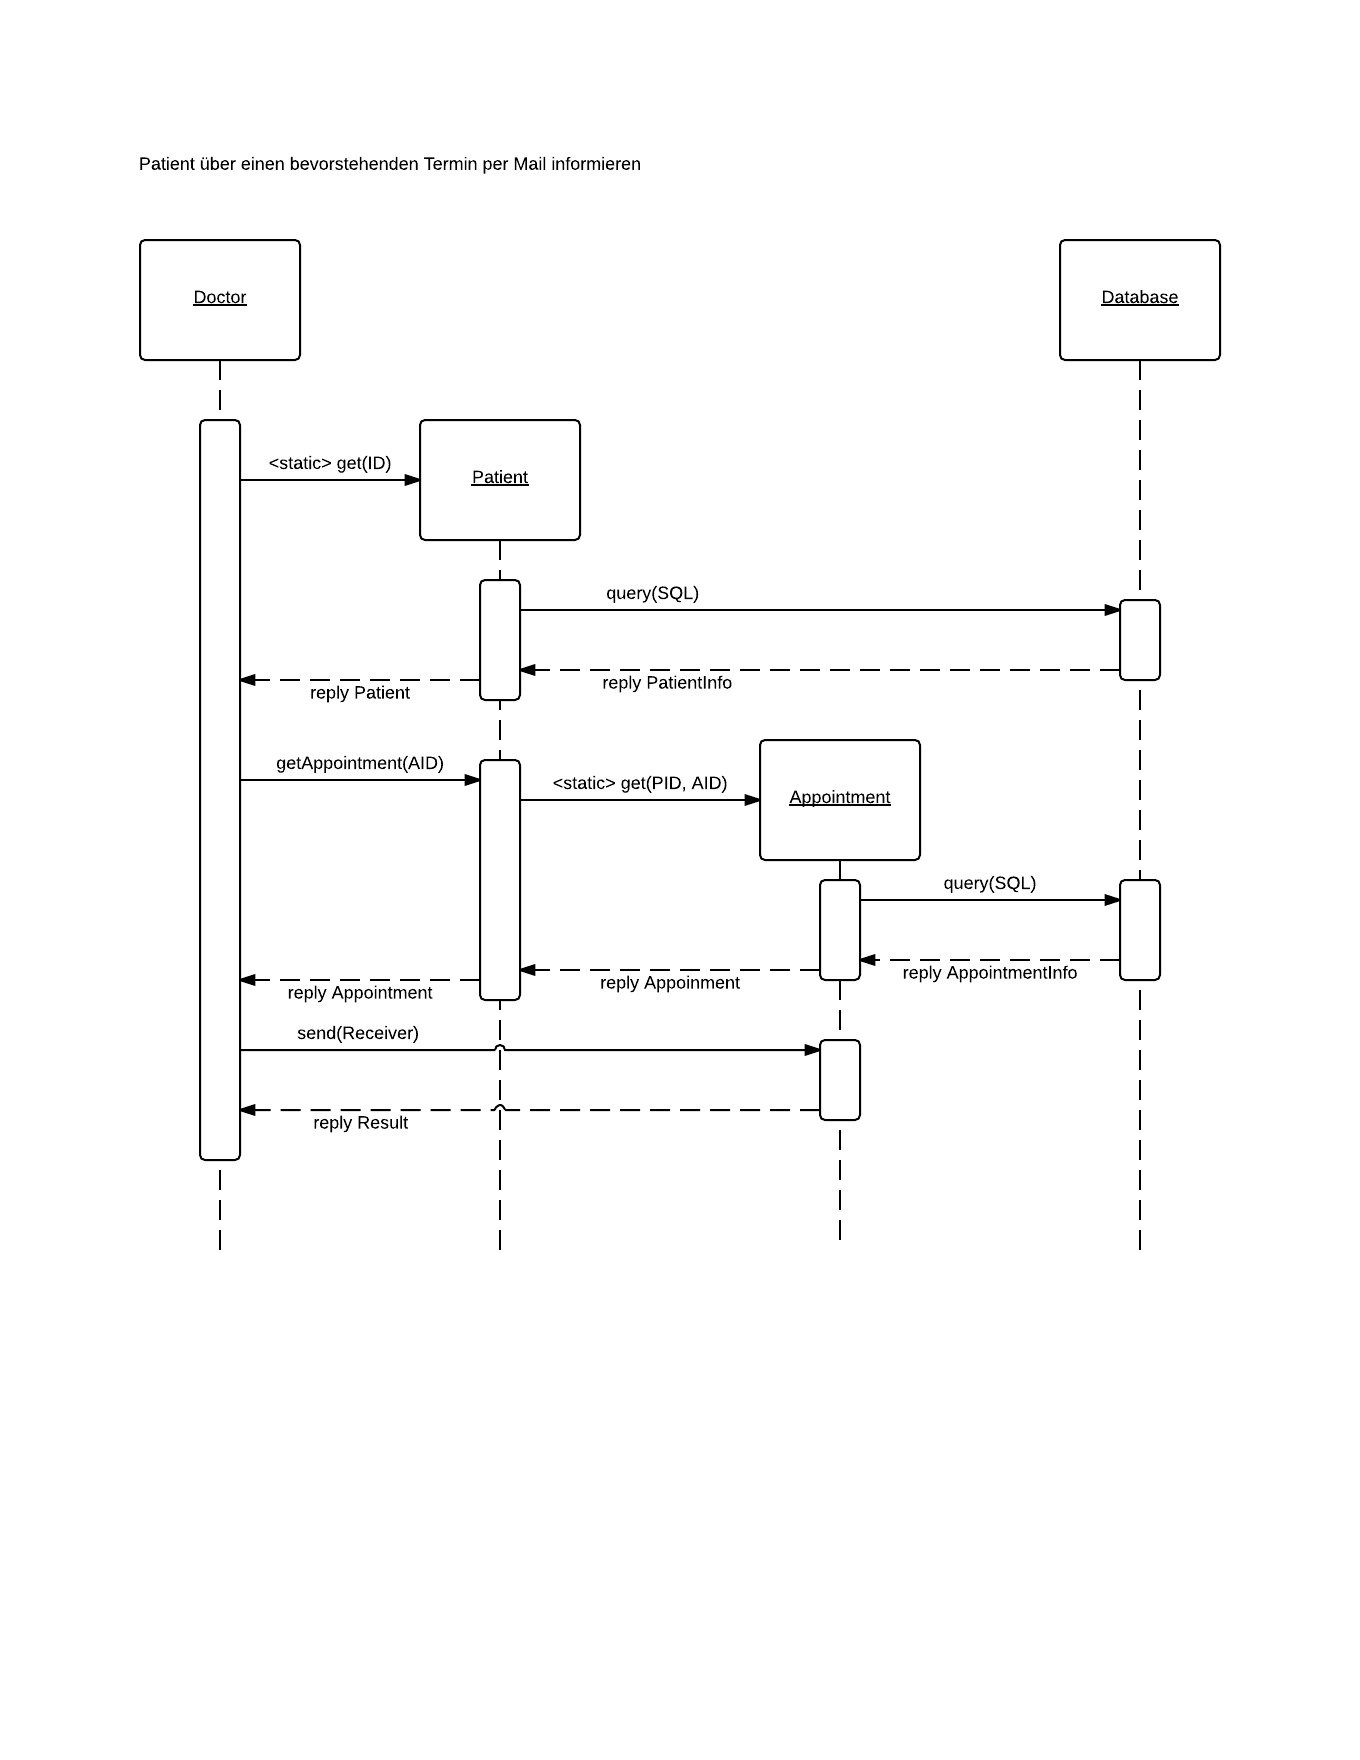 Patient über einen bevorstehenden Termin per Mail informieren
Doctor
Database
<static> get(ID)
Patient
query(SQL)
reply PatientInfo
reply Patient
getAppointment(AID)
<static> get(PID, AID)
Appointment
query(SQL)
reply AppointmentInfo
reply Appoinment
reply Appointment
send(Receiver)
reply Result